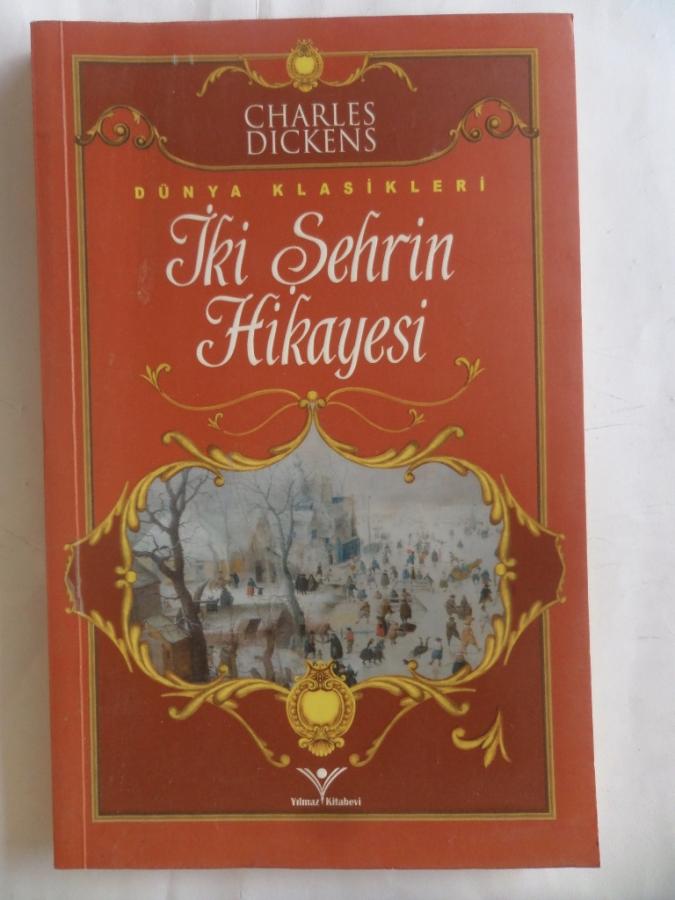 CHARLES
DICKENS
DÜNYA KLASİKLERİ
İki Şehrin
Hikayesi
Yılmaz Kitabevi